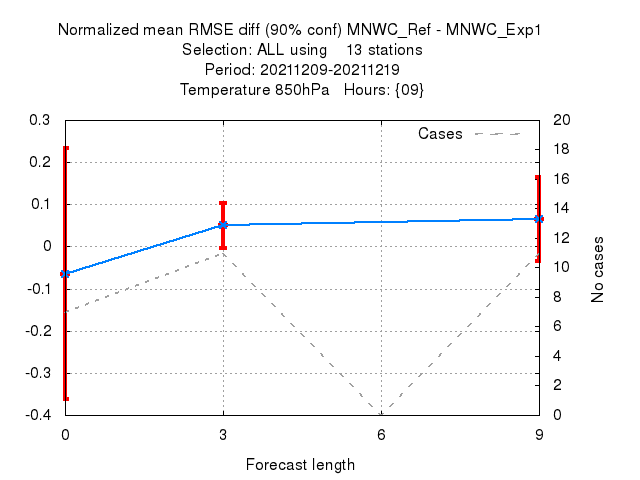 Normalized mean RMSE diff (90% conf) MNWC_Ref - MNWC_Exp1
Selection: ALL using 13 stations
Period: 20211209-20211219
Temperature 850hPa Hours: {09}
Cases
0.3
0.2
0.1
0
-0.1
-0.2
-0.3
-0.4
20
18
16
14
12
10
8
6
4
2
0
No cases
0 3 6 9
Forecast length